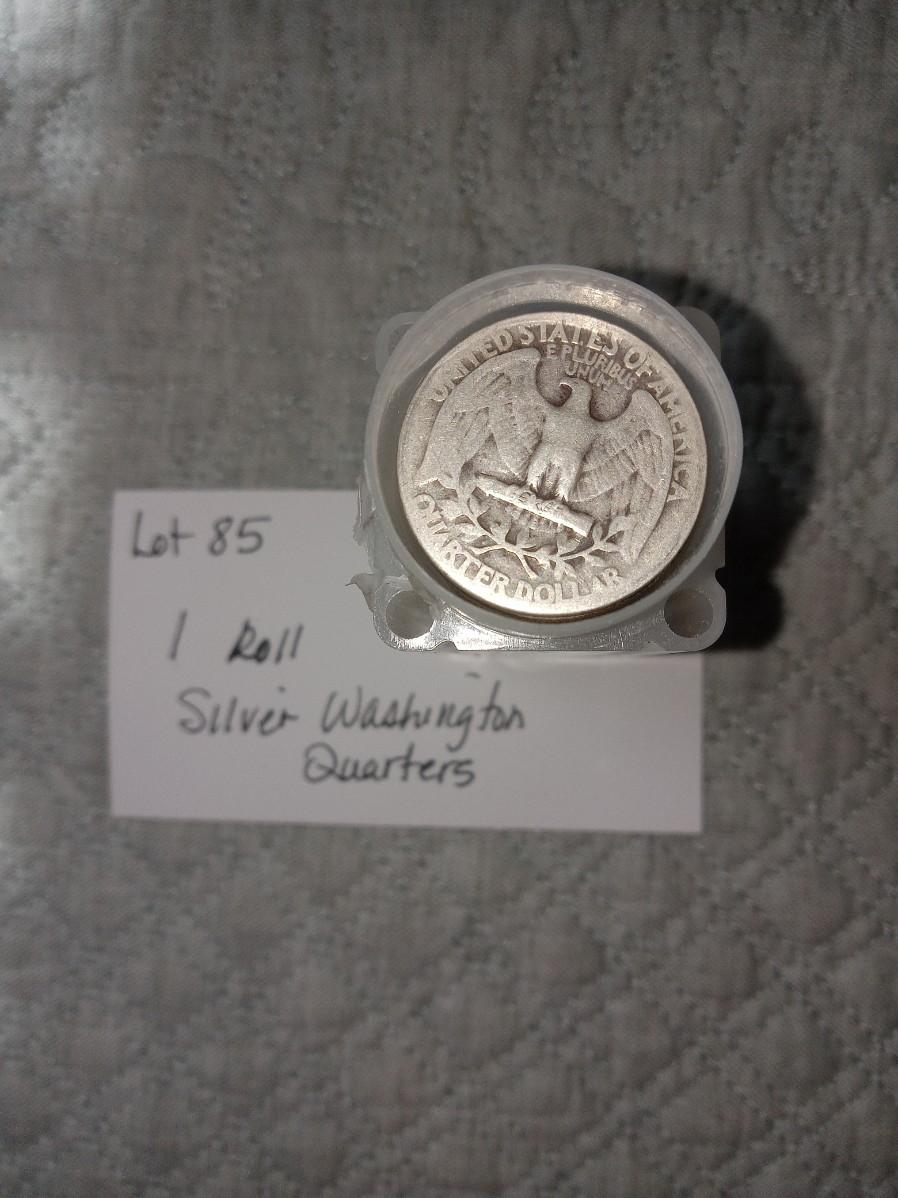 UNITED STATES OF AMERICA
E PLURIBUS
UNUM
QUARTER DOLLAR
Lot 85
1 Roll
Silver Washington
Quarters